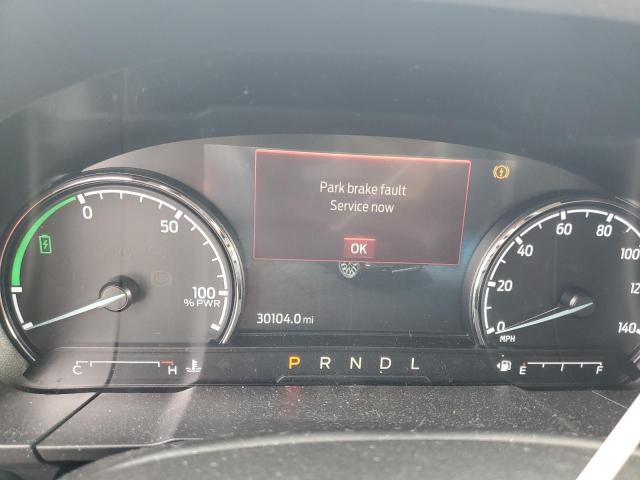 Park brake fault
Service now
OK
0
50
100
% PWR
30104.0 mi
0
20
40
60
80
100
120
140
MPH
C
H
P R N D L
E
F